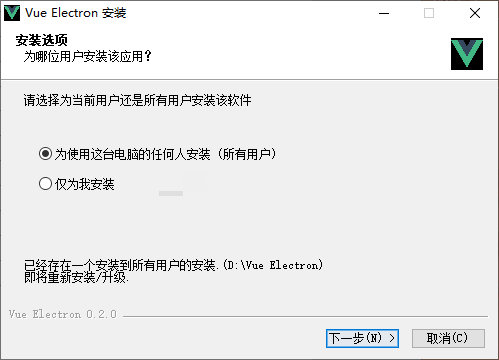 Vue Electron 安装
安装选项
为哪位用户安装该应用？
请选择为当前用户还是所有用户安装该软件
为使用这台电脑的任何人安装 (所有用户)
仅为我安装
已经存在一个安装到所有用户的安装.(D:\Vue Electron)
即将重新安装/升级.
Vue Electron 0.2.0
下一步(N) >
取消(C)